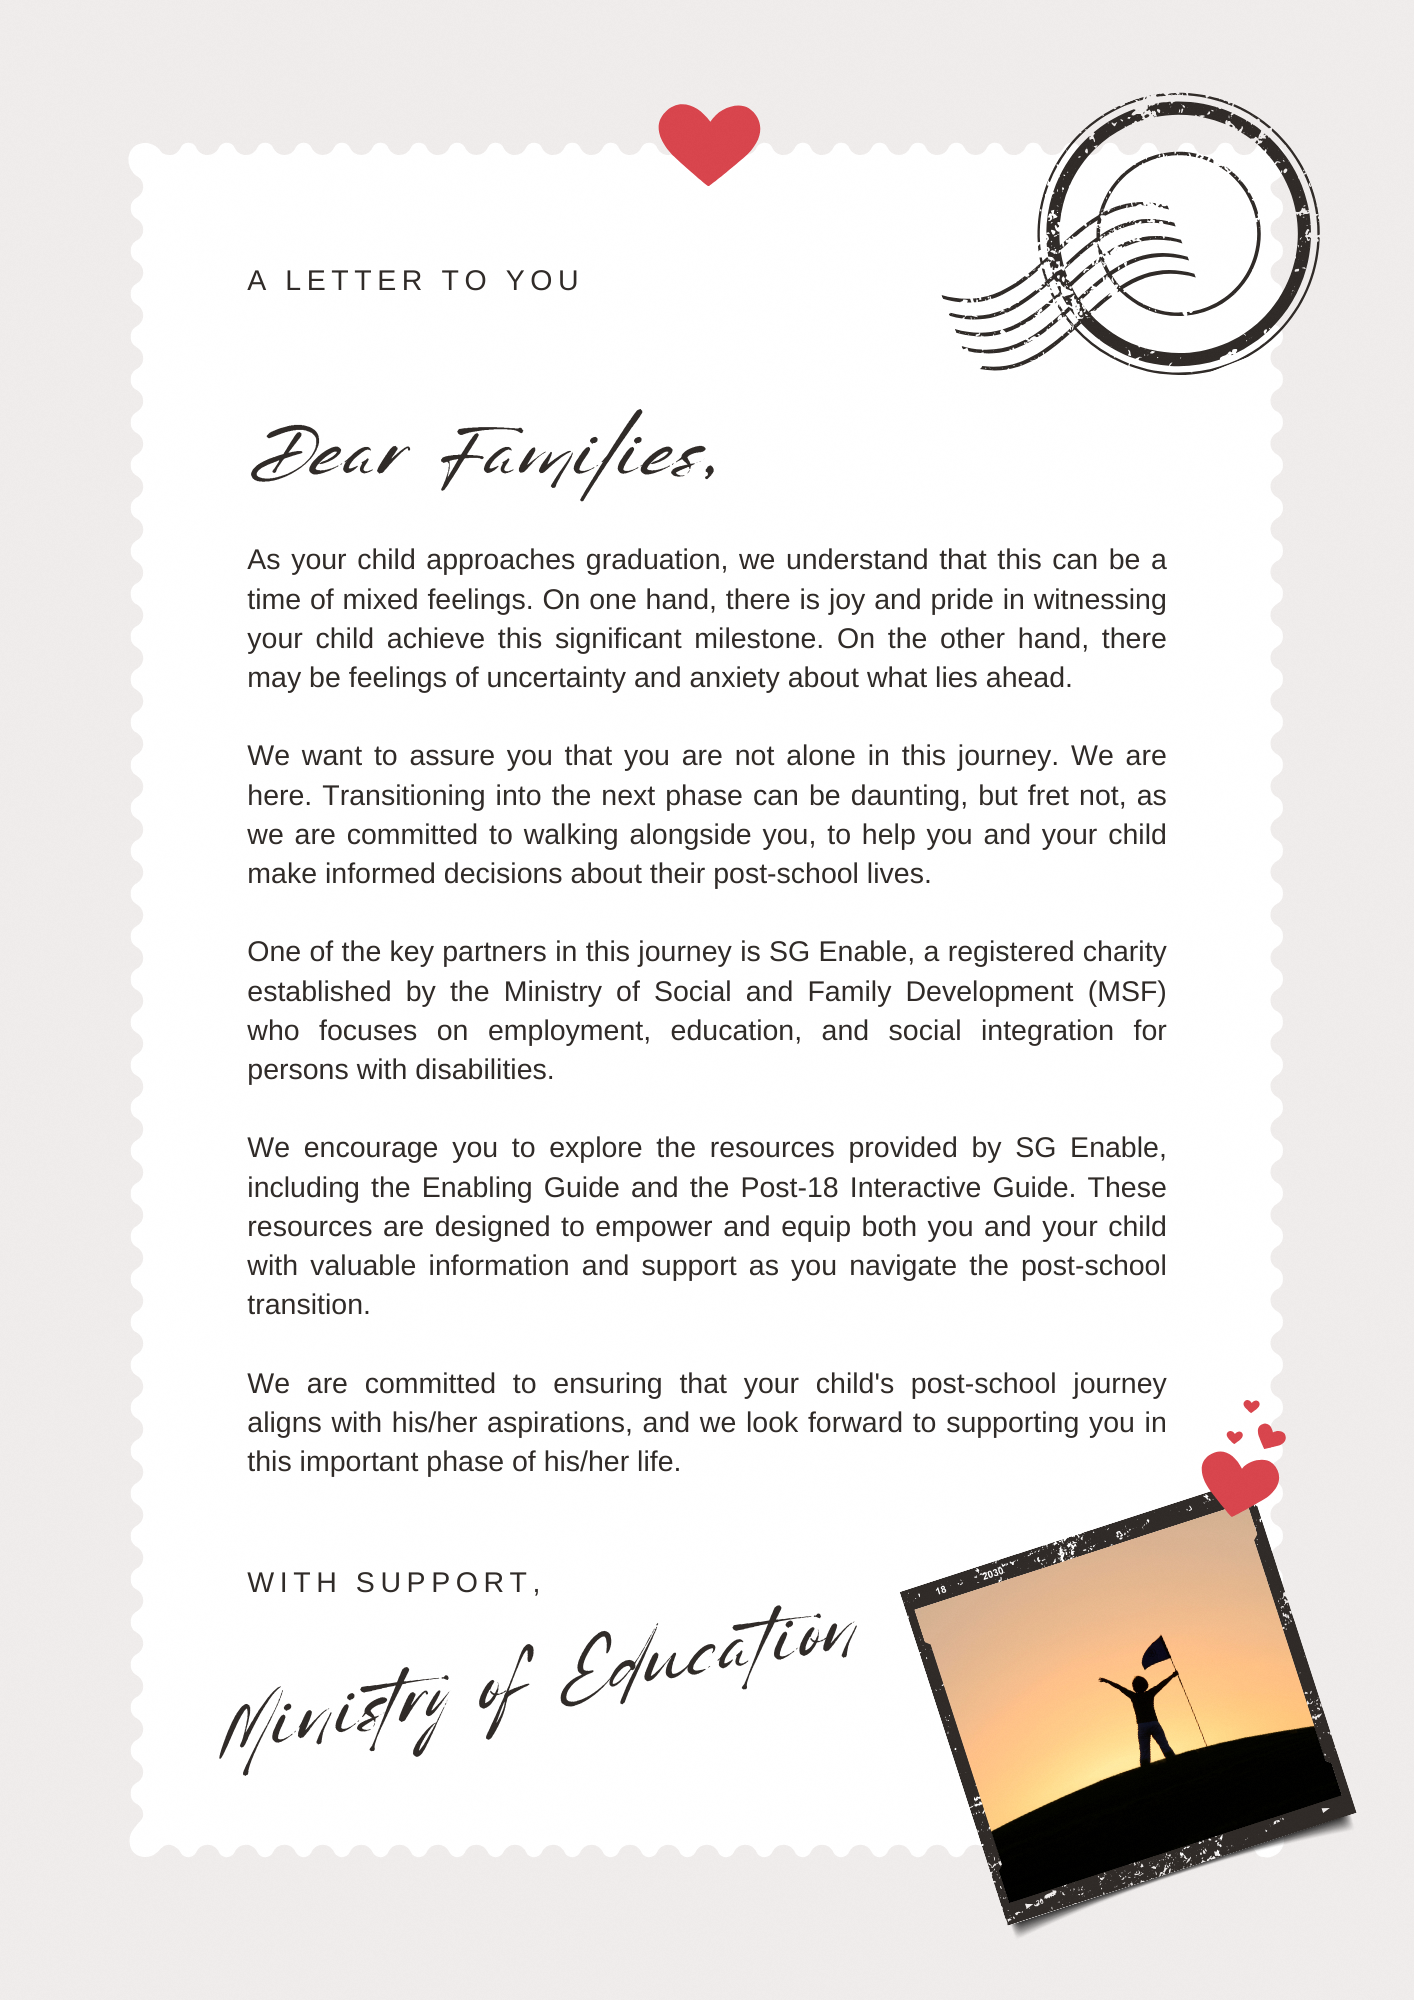 A LETTER TO YOU
Dear Families,
As your child approaches graduation, we understand that this can be a
time of mixed feelings. On one hand, there is joy and pride in witnessing
your child achieve this significant milestone. On the other hand, there
may be feelings of uncertainty and anxiety about what lies ahead.
We want to assure you that you are not alone in this journey. We are
here. Transitioning into the next phase can be daunting, but fret not, as
we are committed to walking alongside you, to help you and your child
make informed decisions about their post-school lives.
One of the key partners in this journey is SG Enable, a registered charity
established by the Ministry of Social and Family Development (MSF)
who focuses on employment, education, and social integration for
persons with disabilities.
We encourage you to explore the resources provided by SG Enable,
including the Enabling Guide and the Post-18 Interactive Guide. These
resources are designed to empower and equip both you and your child
with valuable information and support as you navigate the post-school
transition.
We are committed to ensuring that your child's post-school journey
aligns with his/her aspirations, and we look forward to supporting you in
this important phase of his/her life.
WITH SUPPORT,
Ministry of Education
18 2030